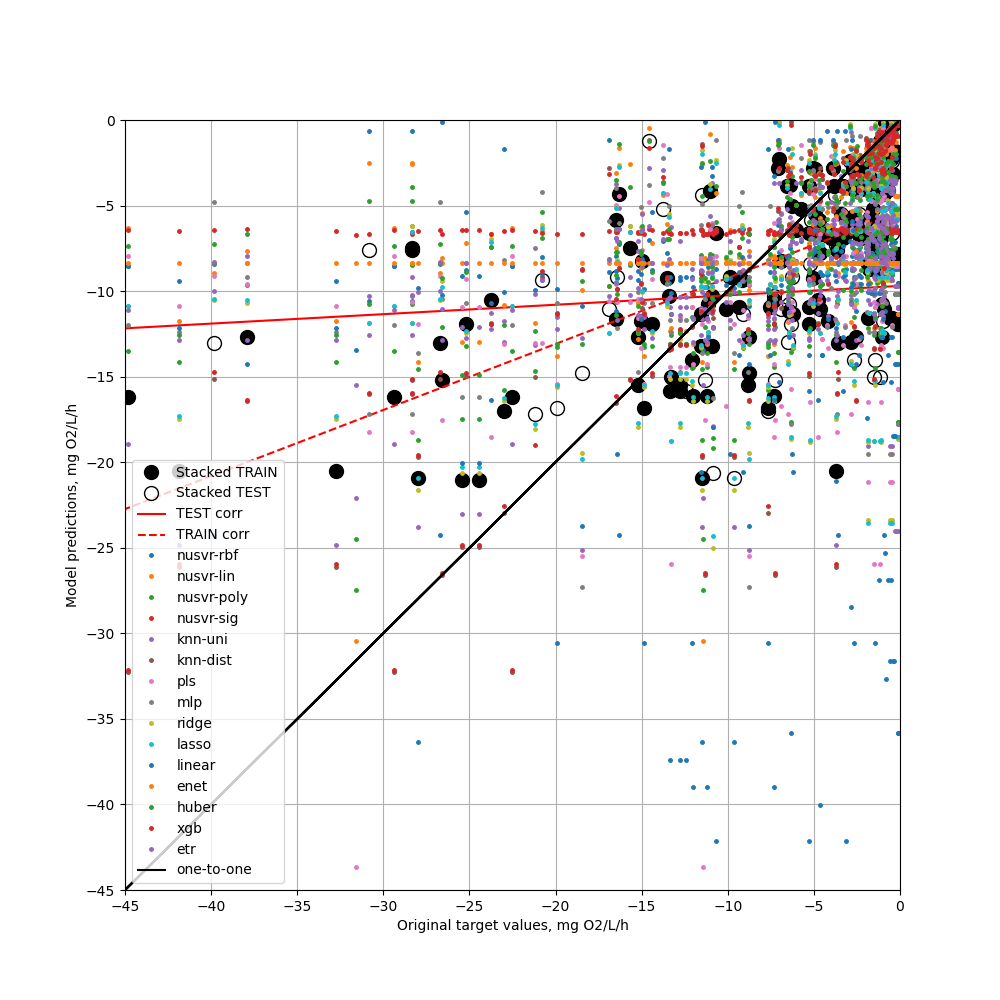 0
−5
−10
−15
−20
−25
−30
−35
−40
−45
Model predictions, mg O2/L/h
Stacked TRAIN
Stacked TEST
TEST corr
TRAIN corr
nusvr-rbf
nusvr-lin
nusvr-poly
nusvr-sig
knn-uni
knn-dist
pls
mlp
ridge
lasso
linear
enet
huber
xgb
etr
one-to-one
−45 −40 −35 −30 −25 −20 −15 −10 −5 0
Original target values, mg O2/L/h